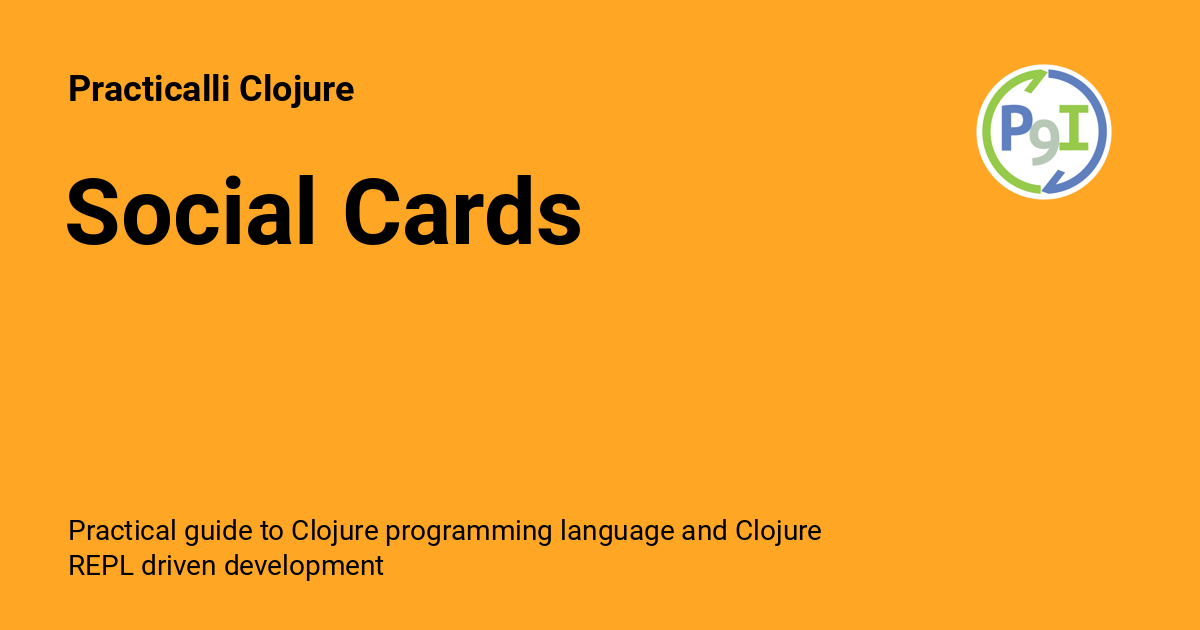 Practicalli Clojure
P9I
Social Cards
Practical guide to Clojure programming language and Clojure
REPL driven development